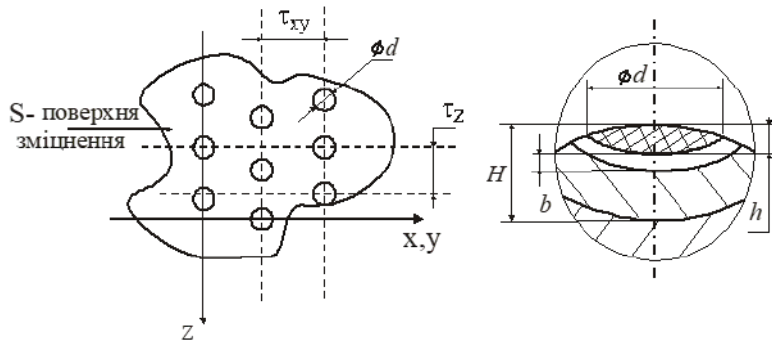 τxy
ϕd
S- поверхня
зміцнення
τz
x,y
z
ϕd
H
b
h